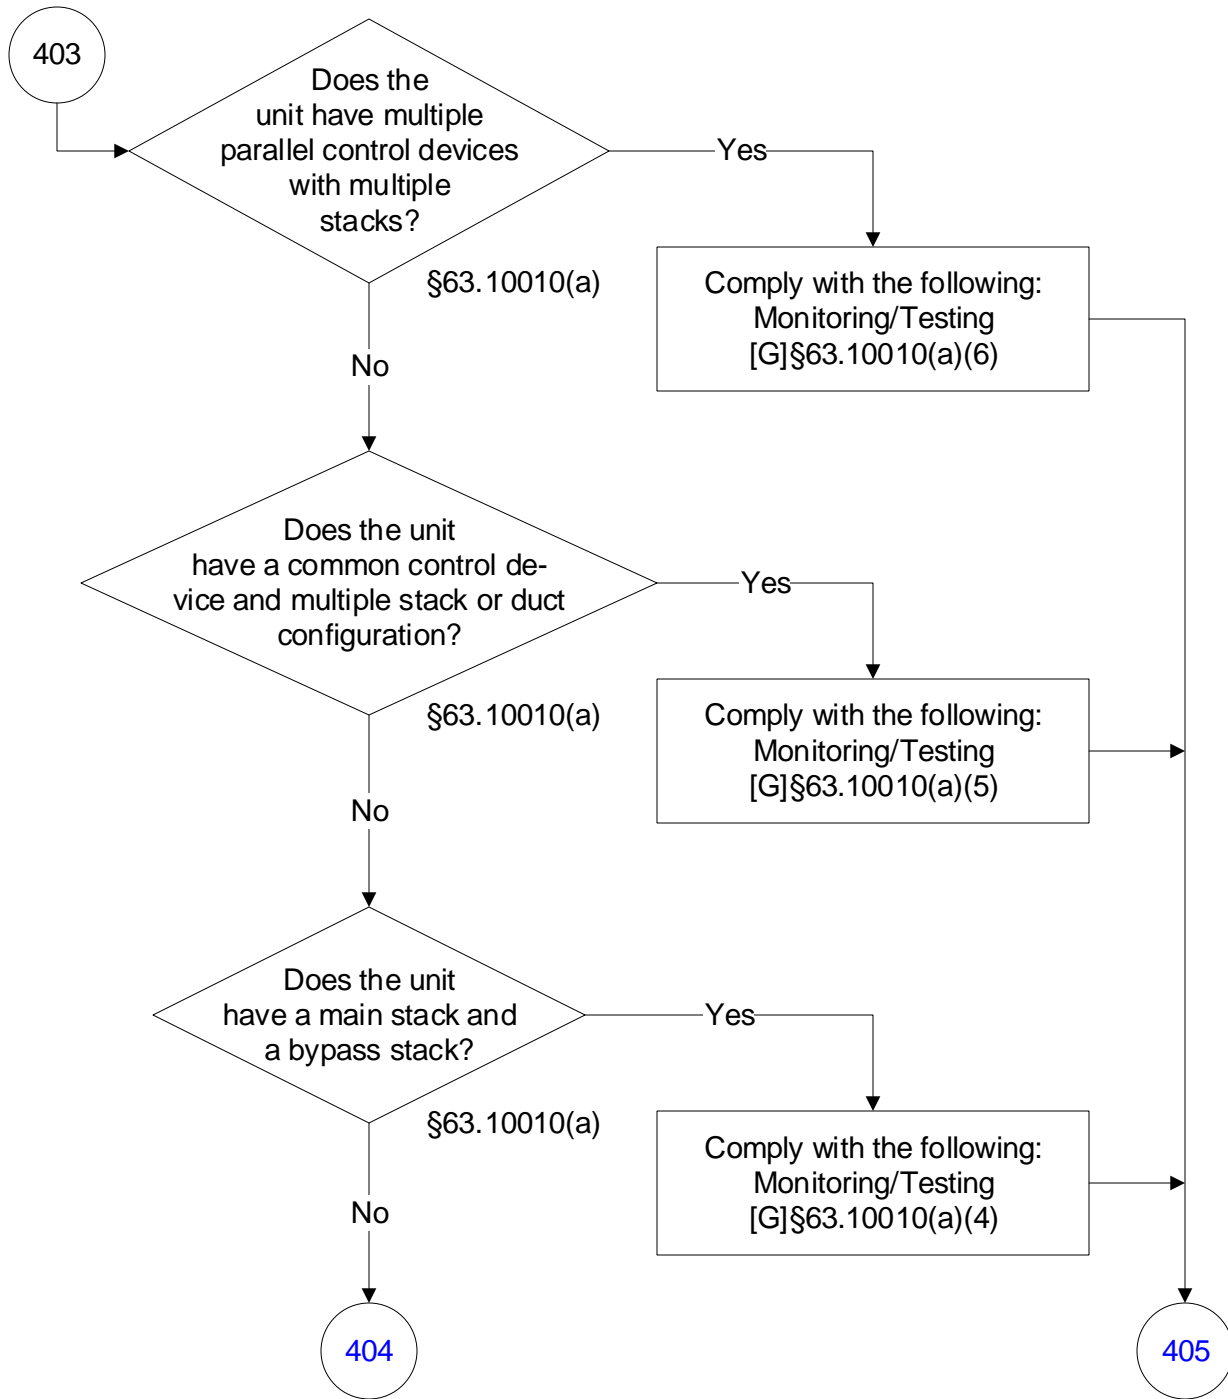 403
Does the
unit have multiple
parallel control devices
with multiple
stacks?
Yes
§63.10010(a)
Comply with the following:
Monitoring/Testing
[G]§63.10010(a)(6)
No
Does the unit
have a common control de-
vice and multiple stack or duct
configuration?
Yes
§63.10010(a)
Comply with the following:
Monitoring/Testing
[G]§63.10010(a)(5)
No
Does the unit
have a main stack and
a bypass stack?
Yes
§63.10010(a)
Comply with the following:
Monitoring/Testing
[G]§63.10010(a)(4)
No
404
405